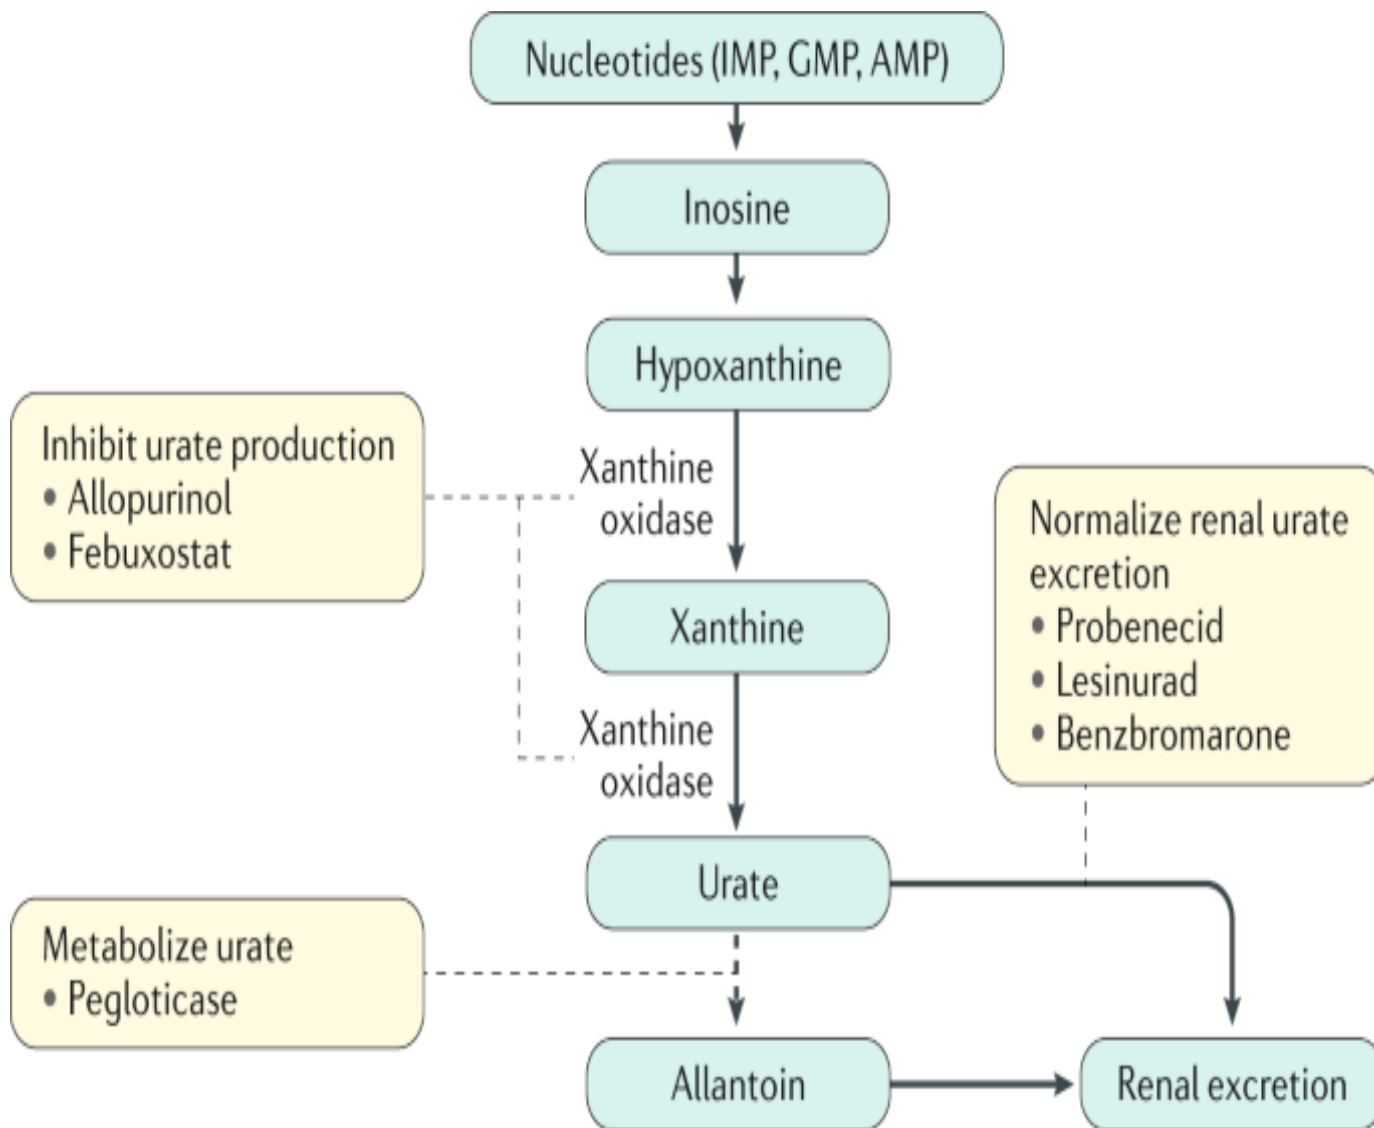 Nucleotides (IMP, GMP, AMP)
Inosine
Hypoxanthine
Inhibit urate production
• Allopurinol
• Febuxostat
Xanthine
oxidase
Normalize renal urate
excretion
• Probenecid
• Lesinurad
• Benzbromarone
Xanthine
Xanthine
oxidase
Urate
Metabolize urate
• Pegloticase
Allantoin
Renal excretion